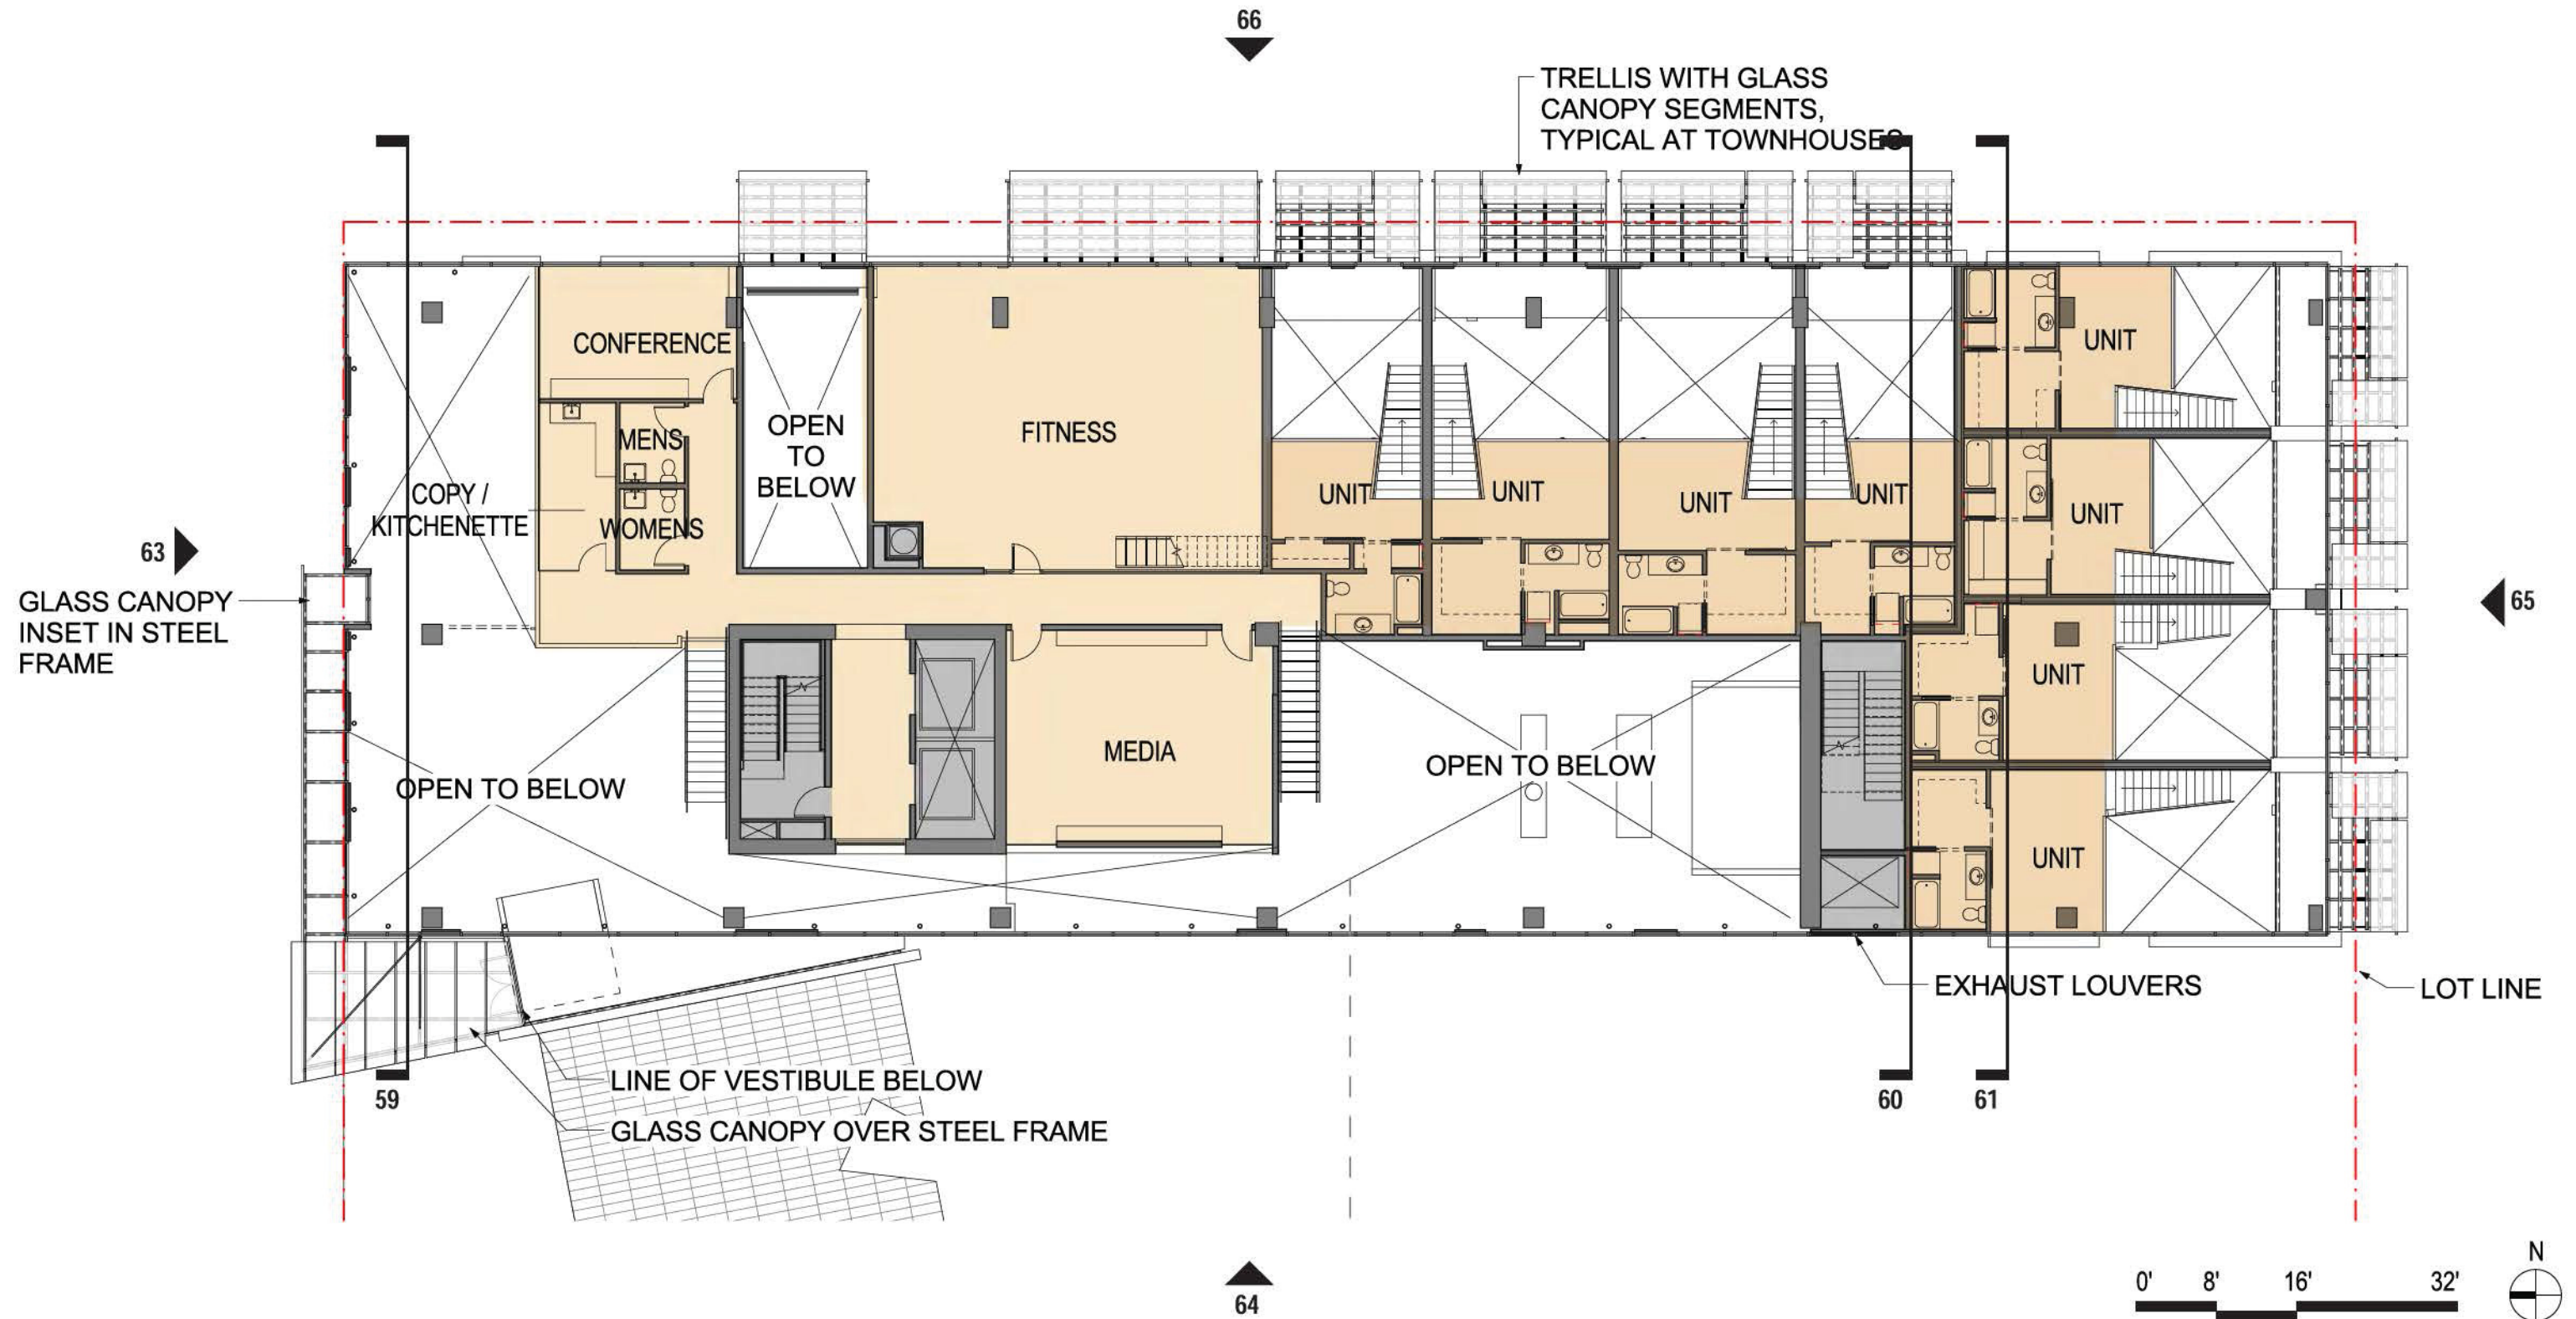 66
TRELLIS WITH GLASS
CANOPY SEGMENTS,
TYPICAL AT TOWNHOUSES
CONFERENCE
UNIT
OPEN
TO
BELOW
FITNESS
MENS
COPY /
KITCHENETTE
WOMENS
UNIT
UNIT
UNIT
UNIT
UNIT
63
GLASS CANOPY
INSET IN STEEL
FRAME
65
UNIT
MEDIA
OPEN TO BELOW
OPEN TO BELOW
UNIT
EXHAUST LOUVERS
LOT LINE
LINE OF VESTIBULE BELOW
59
60
61
GLASS CANOPY OVER STEEL FRAME
64
N
0' 8' 16' 32'